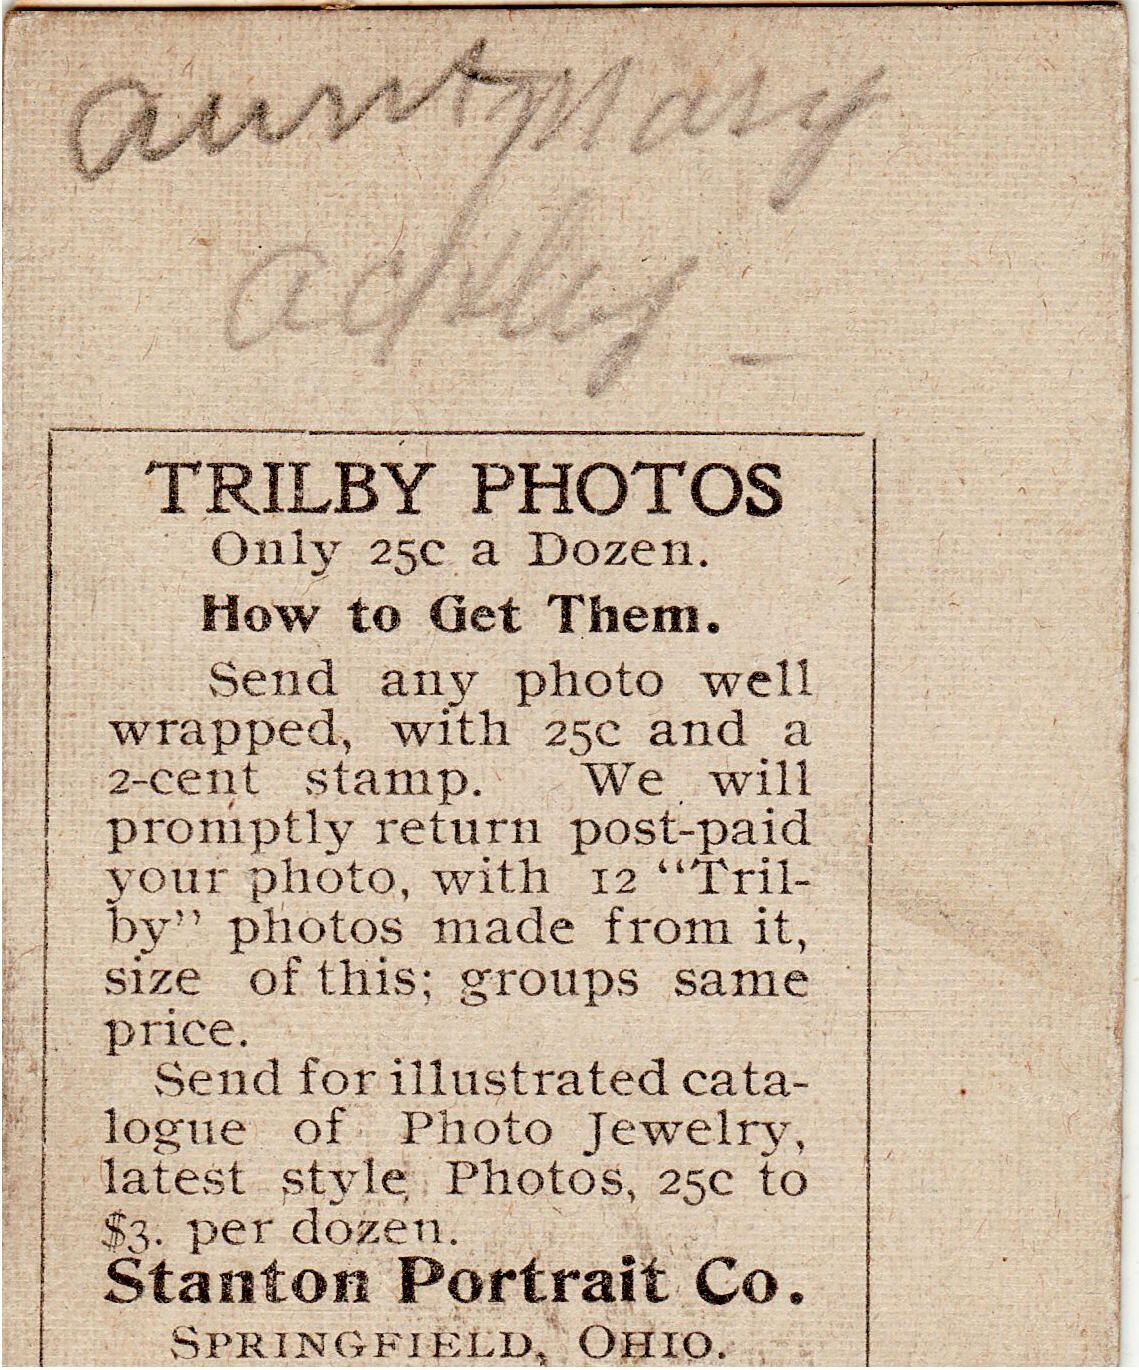 aunt Mary
ackley -
TRILBY PHOTOS
Only 25c a Dozen.
How to Get Them.
Send any photo well
wrapped, with 25c and a
2-cent stamp. We will
promptly return post-paid
your photo, with 12 "Tril-
by" photos made from it,
size of this; groups same
price.
Send for illustrated cata-
logue of Photo Jewelry,
latest style Photos, 25c to
$3. per dozen.
Stanton Portrait Co.
SPRINGFIELD, OHIO.